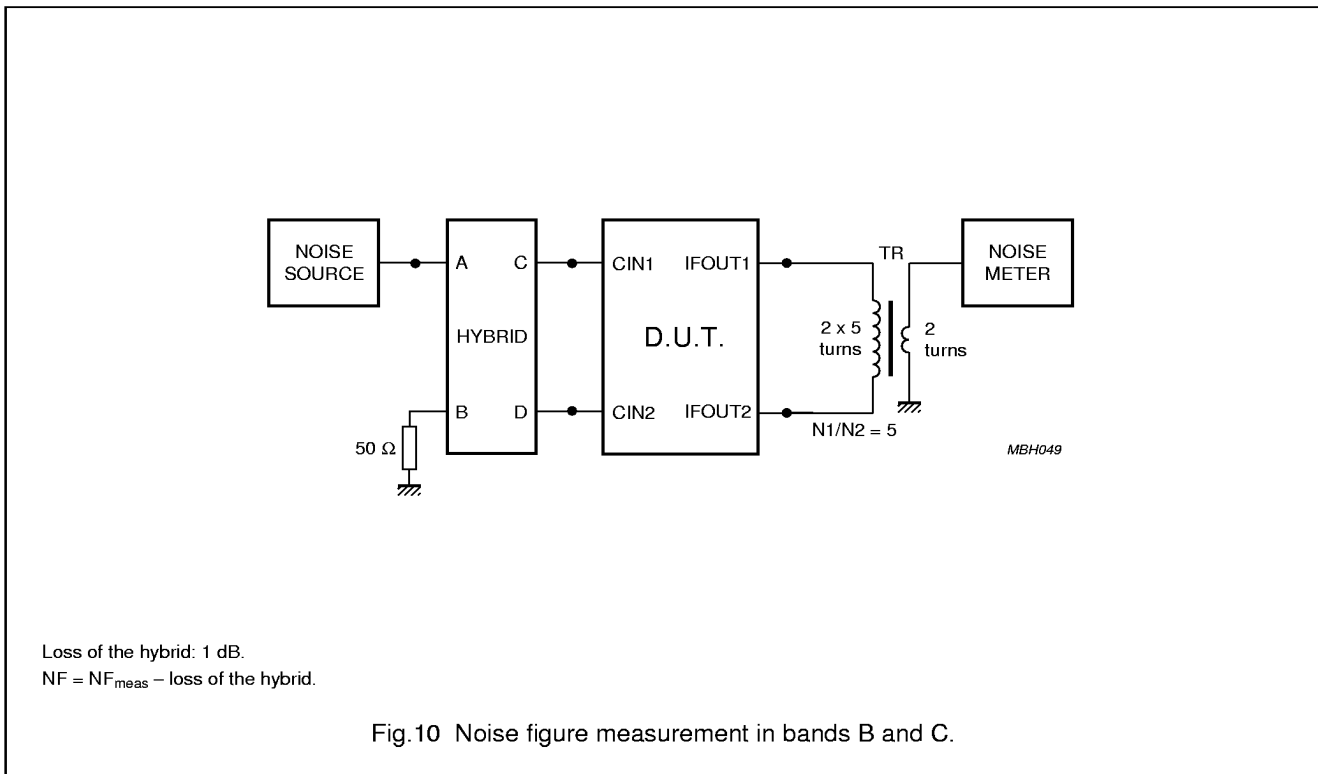 NOISE
SOURCE
A
C
HYBRID
B
D
50 Ω
CIN1
IFOUT1
D.U.T.
CIN2
IFOUT2
TR
2 x 5
turns
2
turns
N1/N2 = 5
NOISE
METER
MBH049
Loss of the hybrid: 1 dB.
NF = NFmeas – loss of the hybrid.
Fig.10 Noise figure measurement in bands B and C.